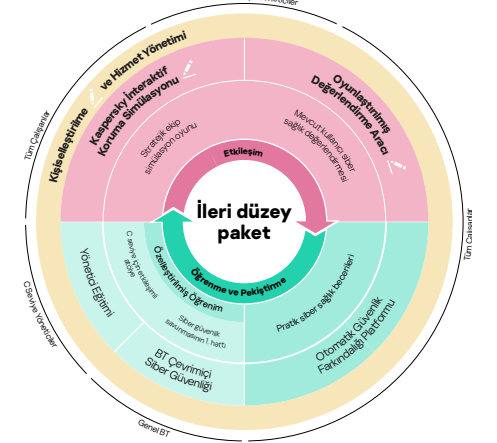 Tüm Çalışanlar
Kişiselleştirilme
ve Hizmet Yönetimi
Kaspersky İnteraktif
Koruma Simülasyonu
Stratejik ekip
simülasyon oyunu
Oyunlaştırılmış
Değerlendirme Aracı
Mevcut kullanıcı siber
sağlık değerlendirmesi
Etkileşim
İleri düzey
paket
Öğrenme ve Pekiştirme
Özelleştirilmiş Öğrenim
C seviye için etkileşimli
atölye
Yönetici Eğitimi
Siber güvenlik
savunmasının 1. hattı
BT Çevrimiçi
Siber Güvenliği
Pratik siber sağlık becerileri
Otomatik Güvenlik
Farkındalığı Platformu
Tüm Çalışanlar
C Seviye Yöneticiler
Genel BT